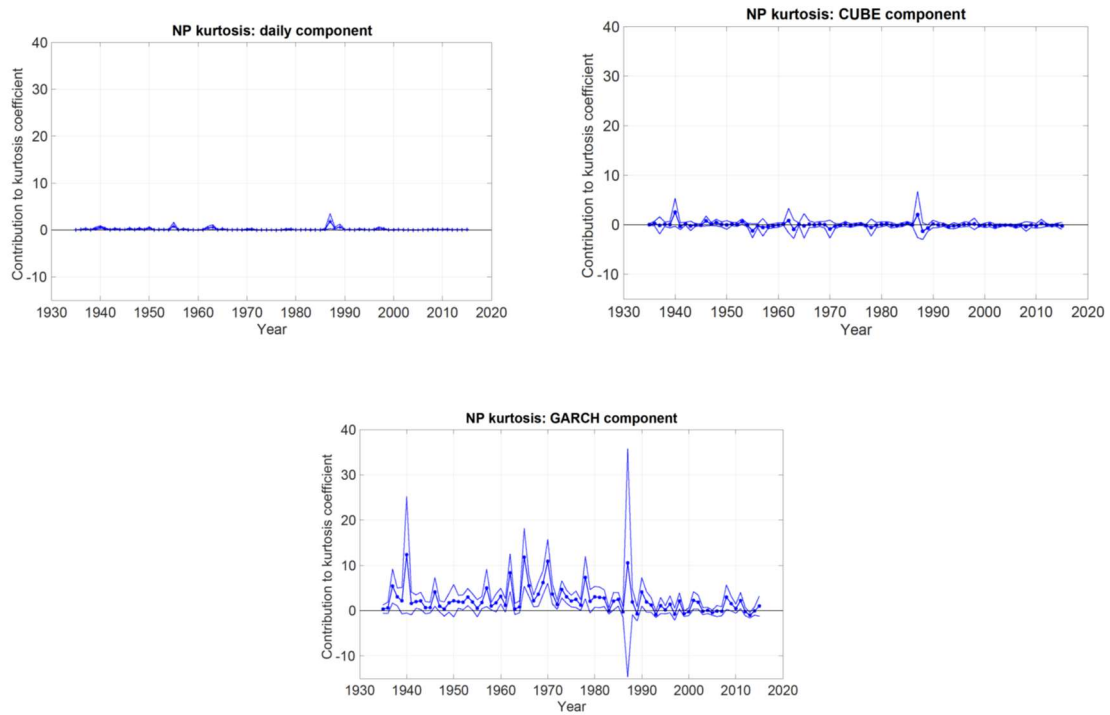 NP kurtosis: daily component
40
30
20
10
0
-10
Contribution to kurtosis coefficient
1930 1940 1950 1960 1970 1980 1990 2000 2010 2020
Year
NP kurtosis: CUBE component
40
30
20
10
0
-10
Contribution to kurtosis coefficient
1930 1940 1950 1960 1970 1980 1990 2000 2010 2020
Year
NP kurtosis: GARCH component
40
30
20
10
0
-10
Contribution to kurtosis coefficient
1930 1940 1950 1960 1970 1980 1990 2000 2010 2020
Year